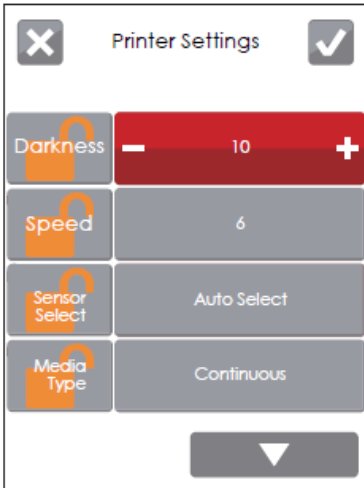 Printer Settings
Darkness
10
Speed
6
Sensor
Select
Auto Select
Media
Type
Continuous